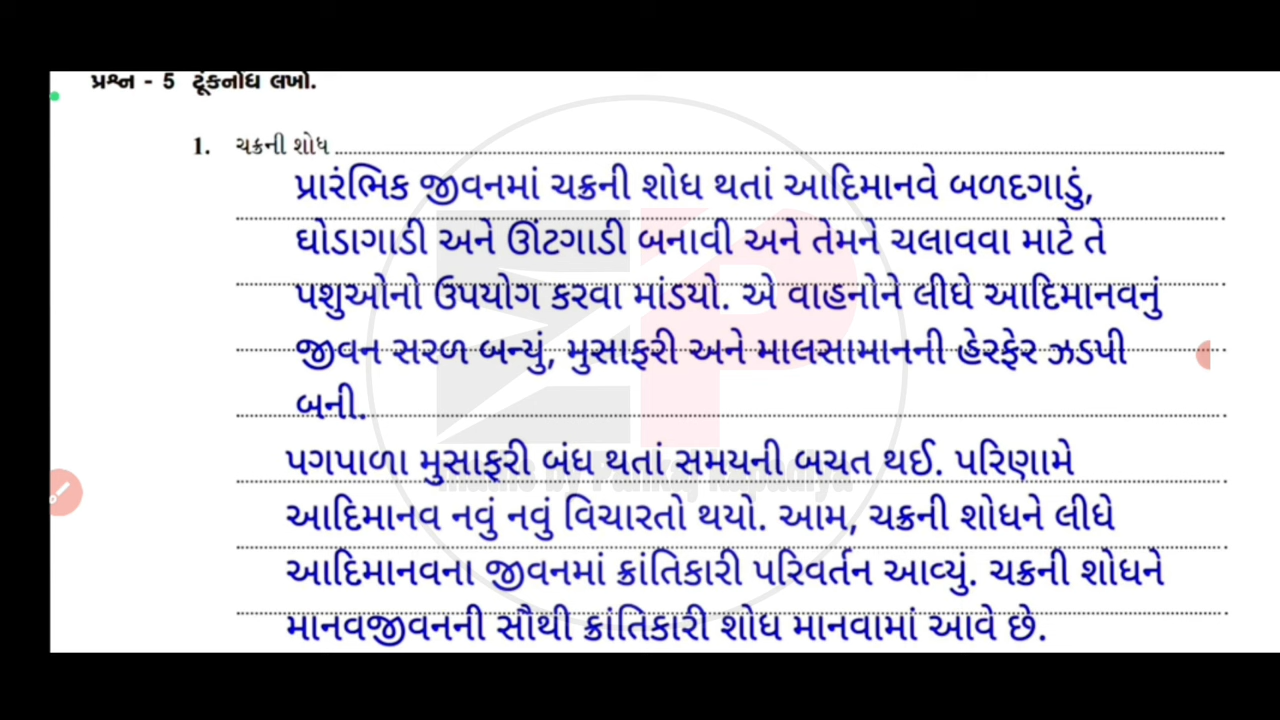 પ્રશ્ન - 5 ટૂંકનોંધ લખો.
1. ચક્રની શોધ
પ્રારંભિક જીવનમાં ચક્રની શોધ થતાં આદિમાનવે બળદગાડું,
ઘોડાગાડી અને ઊંટગાડી બનાવી અને તેમને ચલાવવા માટે તે
પશુઓનો ઉપયોગ કરવા માંડયો. એ વાહનોને લીધે આદિમાનવનું
જીવન સરળ બન્યું, મુસાફરી અને માલસામાનની હેરફેર ઝડપી
બની.
પગપાળા મુસાફરી બંધ થતાં સમયની બચત થઈ. પરિણામે
આદિમાનવ નવું નવું વિચારતો થયો. આમ, ચક્રની શોધને લીધે
આદિમાનવના જીવનમાં ક્રાંતિકારી પરિવર્તન આવ્યું. ચક્રની શોધને
માનવજીવનની સૌથી ક્રાંતિકારી શોધ માનવામાં આવે છે.